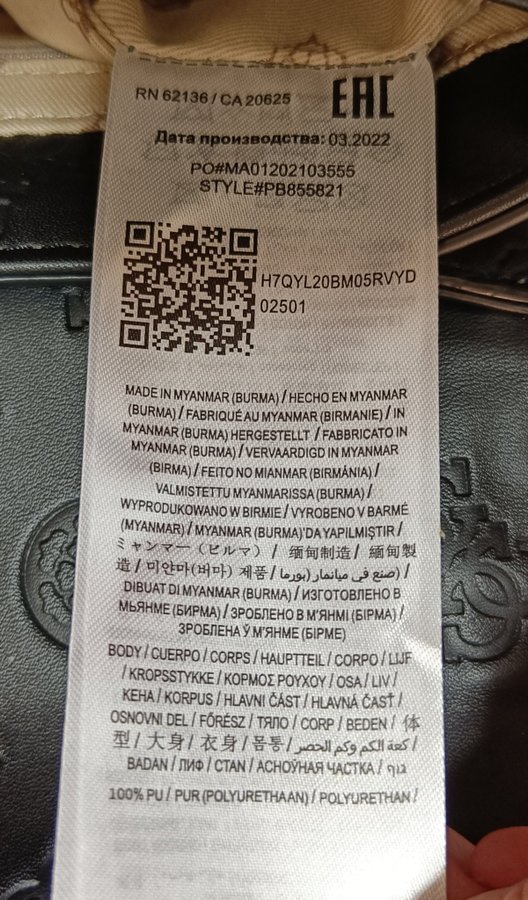 RN 62136 / CA 20625
EAC
Дата производства: 03.2022
PO#MA01202103555
STYLE#PB855821
H7QYL20BM05RVYD
02501
MADE IN MYANMAR (BURMA) / HECHO EN MYANMAR
(BURMA) / FABRIQUÉ AU MYANMAR (BIRMANIE) / IN
MYANMAR (BURMA) HERGESTELLT / FABBRICATO IN
MYANMAR (BURMA) / VERVAARDIGD IN MYANMAR
(BIRMA) / FEITO NO MIANMAR (BIRMÂNIA) /
VALMISTETTU MYANMARISSA (BURMA) /
WYPRODUKOWANO W BIRMIE / VYROBENO V BARMĚ
(MYANMAR) / MYANMAR (BURMA)'DA YAPILMIŞTIR /
ミャンマー（ビルマ） / 缅甸制造 / 緬甸製
造 / 미얀마(버마) 제품 / صنع في ميانمار (بورما) /
DIBUAT DI MYANMAR (BURMA) / ИЗГОТОВЛЕНО В
МЬЯНМЕ (БИРМА) / ЗРОБЛЕНО В М'ЯНМІ (БІРМА) /
ЗРОБЛЕНА Ў М'ЯНМЕ (БІРМЕ)
BODY / CUERPO / CORPS / HAUPTTEIL / CORPO / LIJF
/ KROPSSTYKKE / ΚΟΡΜΟΣ ΡΟΥΧΟΥ / OSA / LIV /
KEHA / KORPUS / HLAVNI ČÁST / HLAVNÁ ČASŤ /
OSNOVNI DEL / FŐRÉSZ / ТЯЛО / CORP / BEDEN / 体
型 / 大身 / 衣身 / 몸통 / كعة الكم وكم الحصر /
BADAN / ЛИФ / СТАН / АСНОЎНАЯ ЧАСТКА / גוף
100% PU / PUR (POLYURETHAAN) / POLYURETHAN /